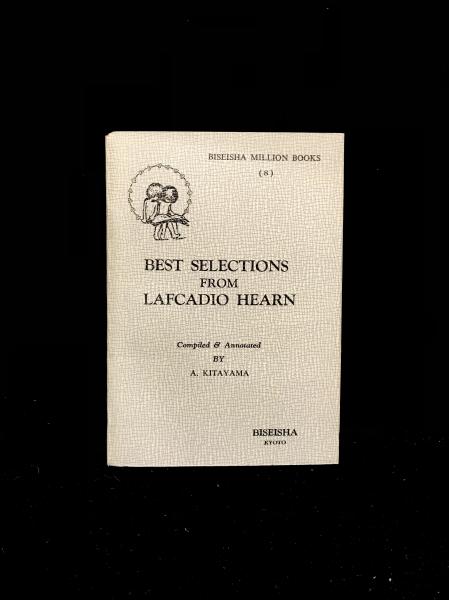 BISEISHA MILLION BOOKS
(8)
BEST SELECTIONS
FROM
LAFCADIO HEARN
Compiled & Annotated
BY
A. KITAYAMA
BISEISHA
KYOTO